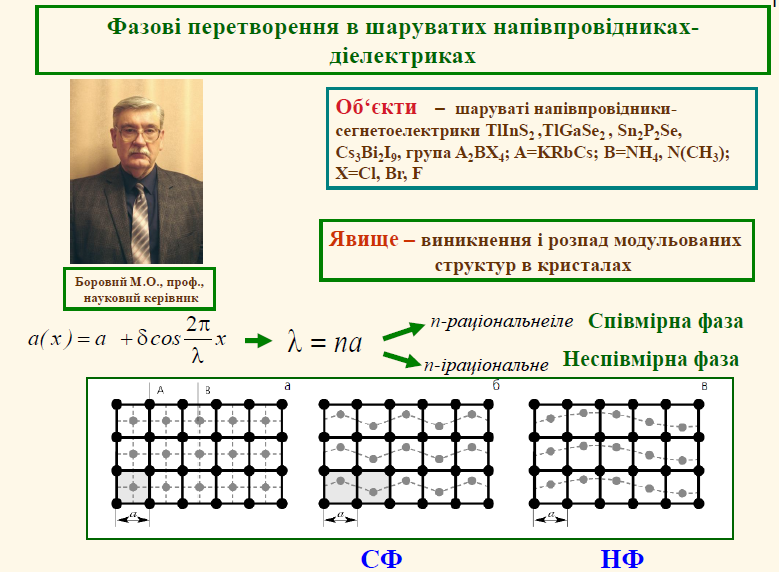 Фазові перетворення в шаруватих напівпровідниках-
діелектриках
Об‘єкти – шаруваті напівпровідники-
сегнетоелектрики TlInS₂ ,TlGaSe₂ , Sn₂P₂Se,
Cs₃Bi₂I₉, група A₂BX₄; A=KRbCs; B=NH₄, N(CH₃);
X=Cl, Br, F
Явище – виникнення і розпад модульованих
структур в кристалах
Боровий М.О., проф.,
науковий керівник
a( x ) = a + δcos 2π/λ x
λ = na
n-раціональнеіле Співмірна фаза
n-іраціональне Неспівмірна фаза
A B а б в
a a a
СФ НФ